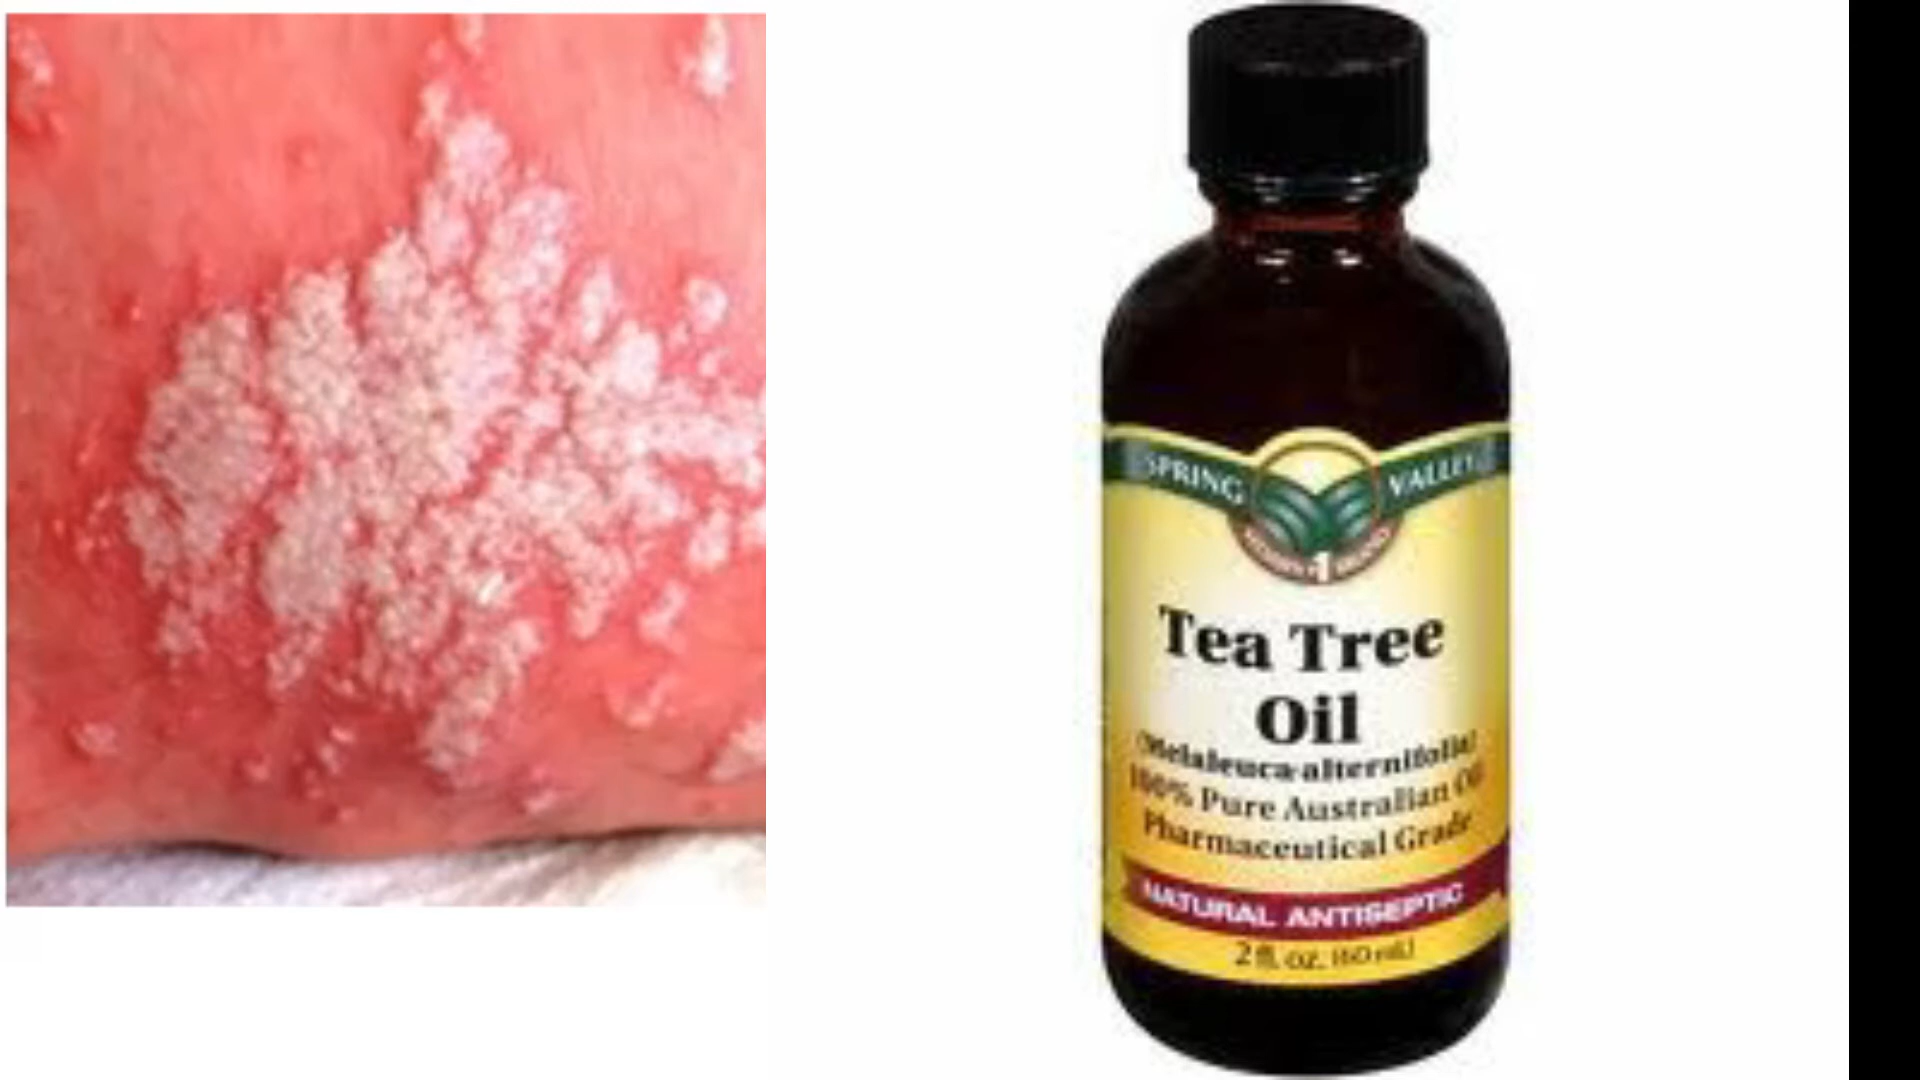 SPRING VALLEY
Tea Tree
Oil
(Melaleuca alternifolia)
100% Pure Australian Oil
Pharmaceutical Grade
NATURAL ANTISEPTIC
2 fl. oz. (60 mL)